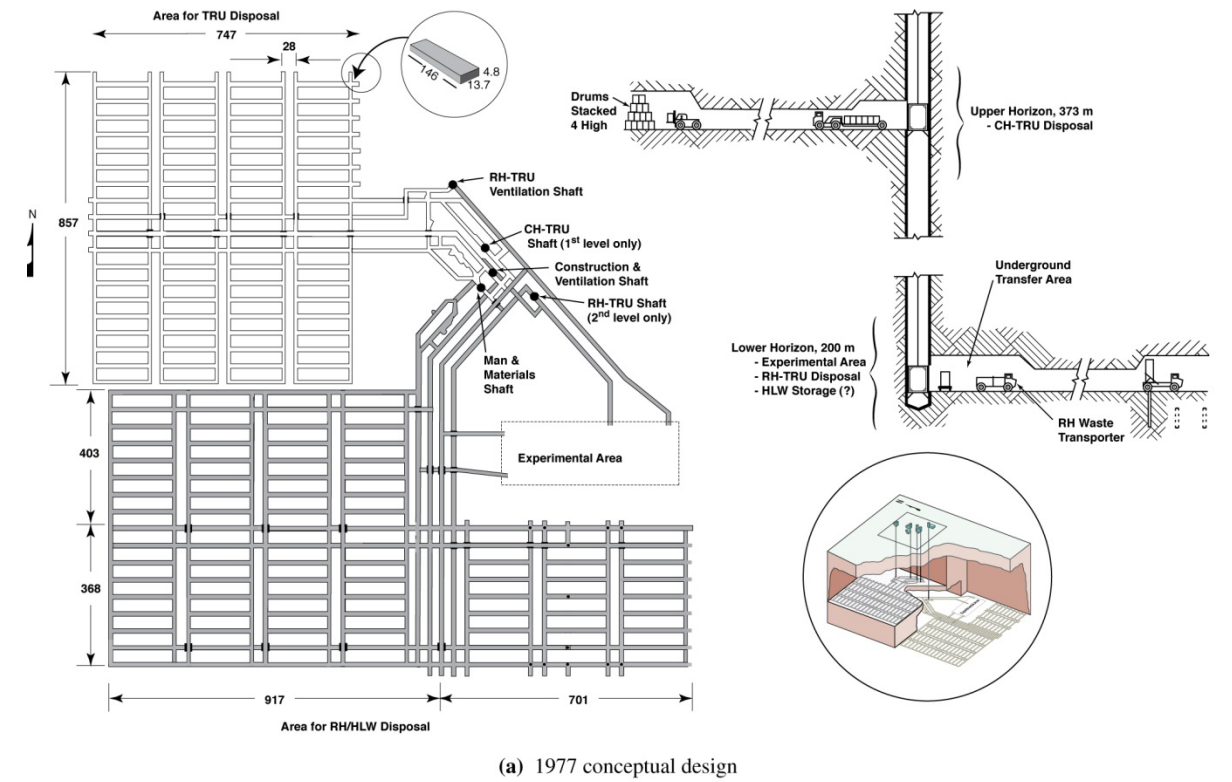 Area for TRU Disposal
747
28
146
4.8
13.7
857
N
RH-TRU
Ventilation Shaft
CH-TRU
Shaft (1st level only)
Construction &
Ventilation Shaft
RH-TRU Shaft
(2nd level only)
Man &
Materials
Shaft
403
368
Experimental Area
917
701
Area for RH/HLW Disposal
Drums
Stacked
4 High
Upper Horizon, 373 m
- CH-TRU Disposal
Underground
Transfer Area
Lower Horizon, 200 m
- Experimental Area
- RH-TRU Disposal
- HLW Storage (?)
RH Waste
Transporter
(a) 1977 conceptual design